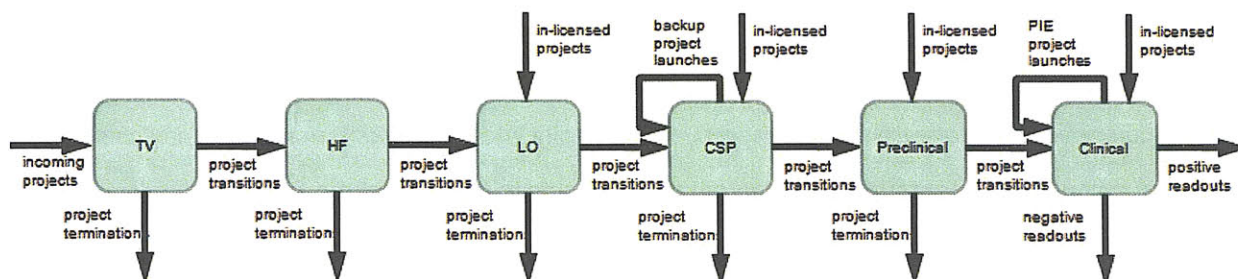 in-licensed
projects
backup
project
launches
in-licensed
projects
in-licensed
projects
PIE
project
launches
in-licensed
projects
TV
HF
LO
CSP
Preclinical
Clinical
incoming
projects
project
transitions
project
transitions
project
transitions
project
transitions
project
transitions
positive
readouts
project
termination
project
termination
project
termination
project
termination
project
termination
negative
readouts